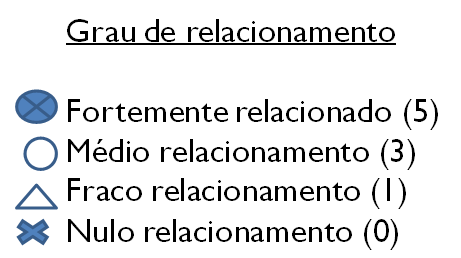 Grau de relacionamento
Fortemente relacionado (5)
Médio relacionamento (3)
Fraco relacionamento (1)
Nulo relacionamento (0)